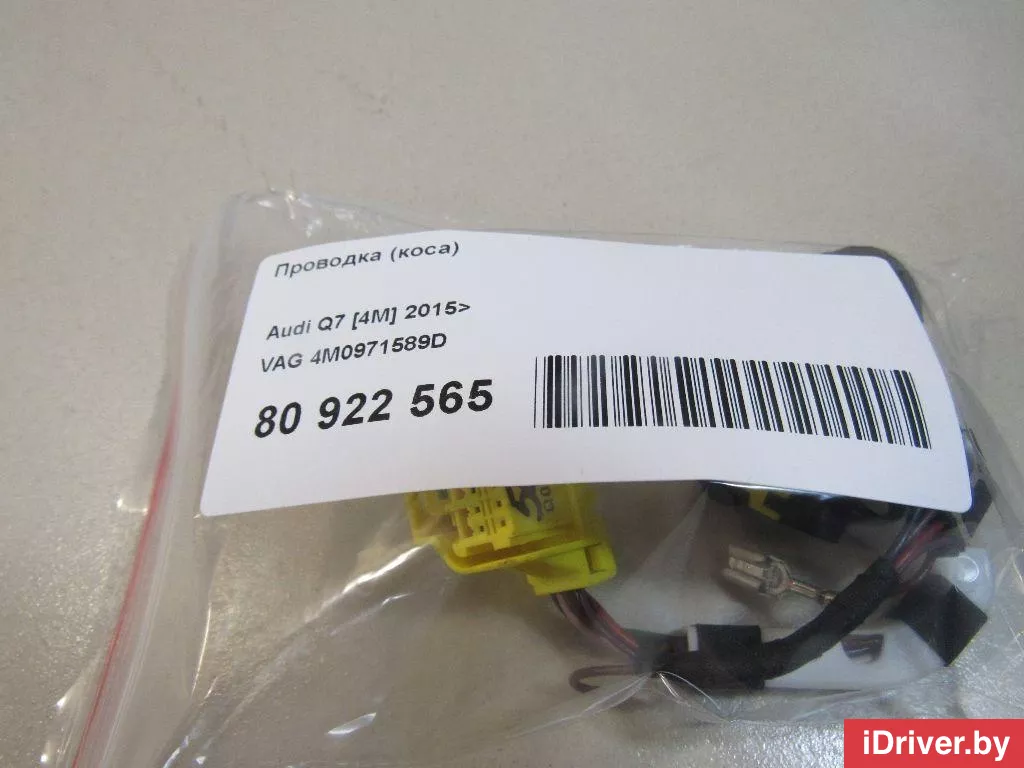 Проводка (коса)
Audi Q7 [4M] 2015>
VAG 4M0971589D
80 922 565
iDriver.by